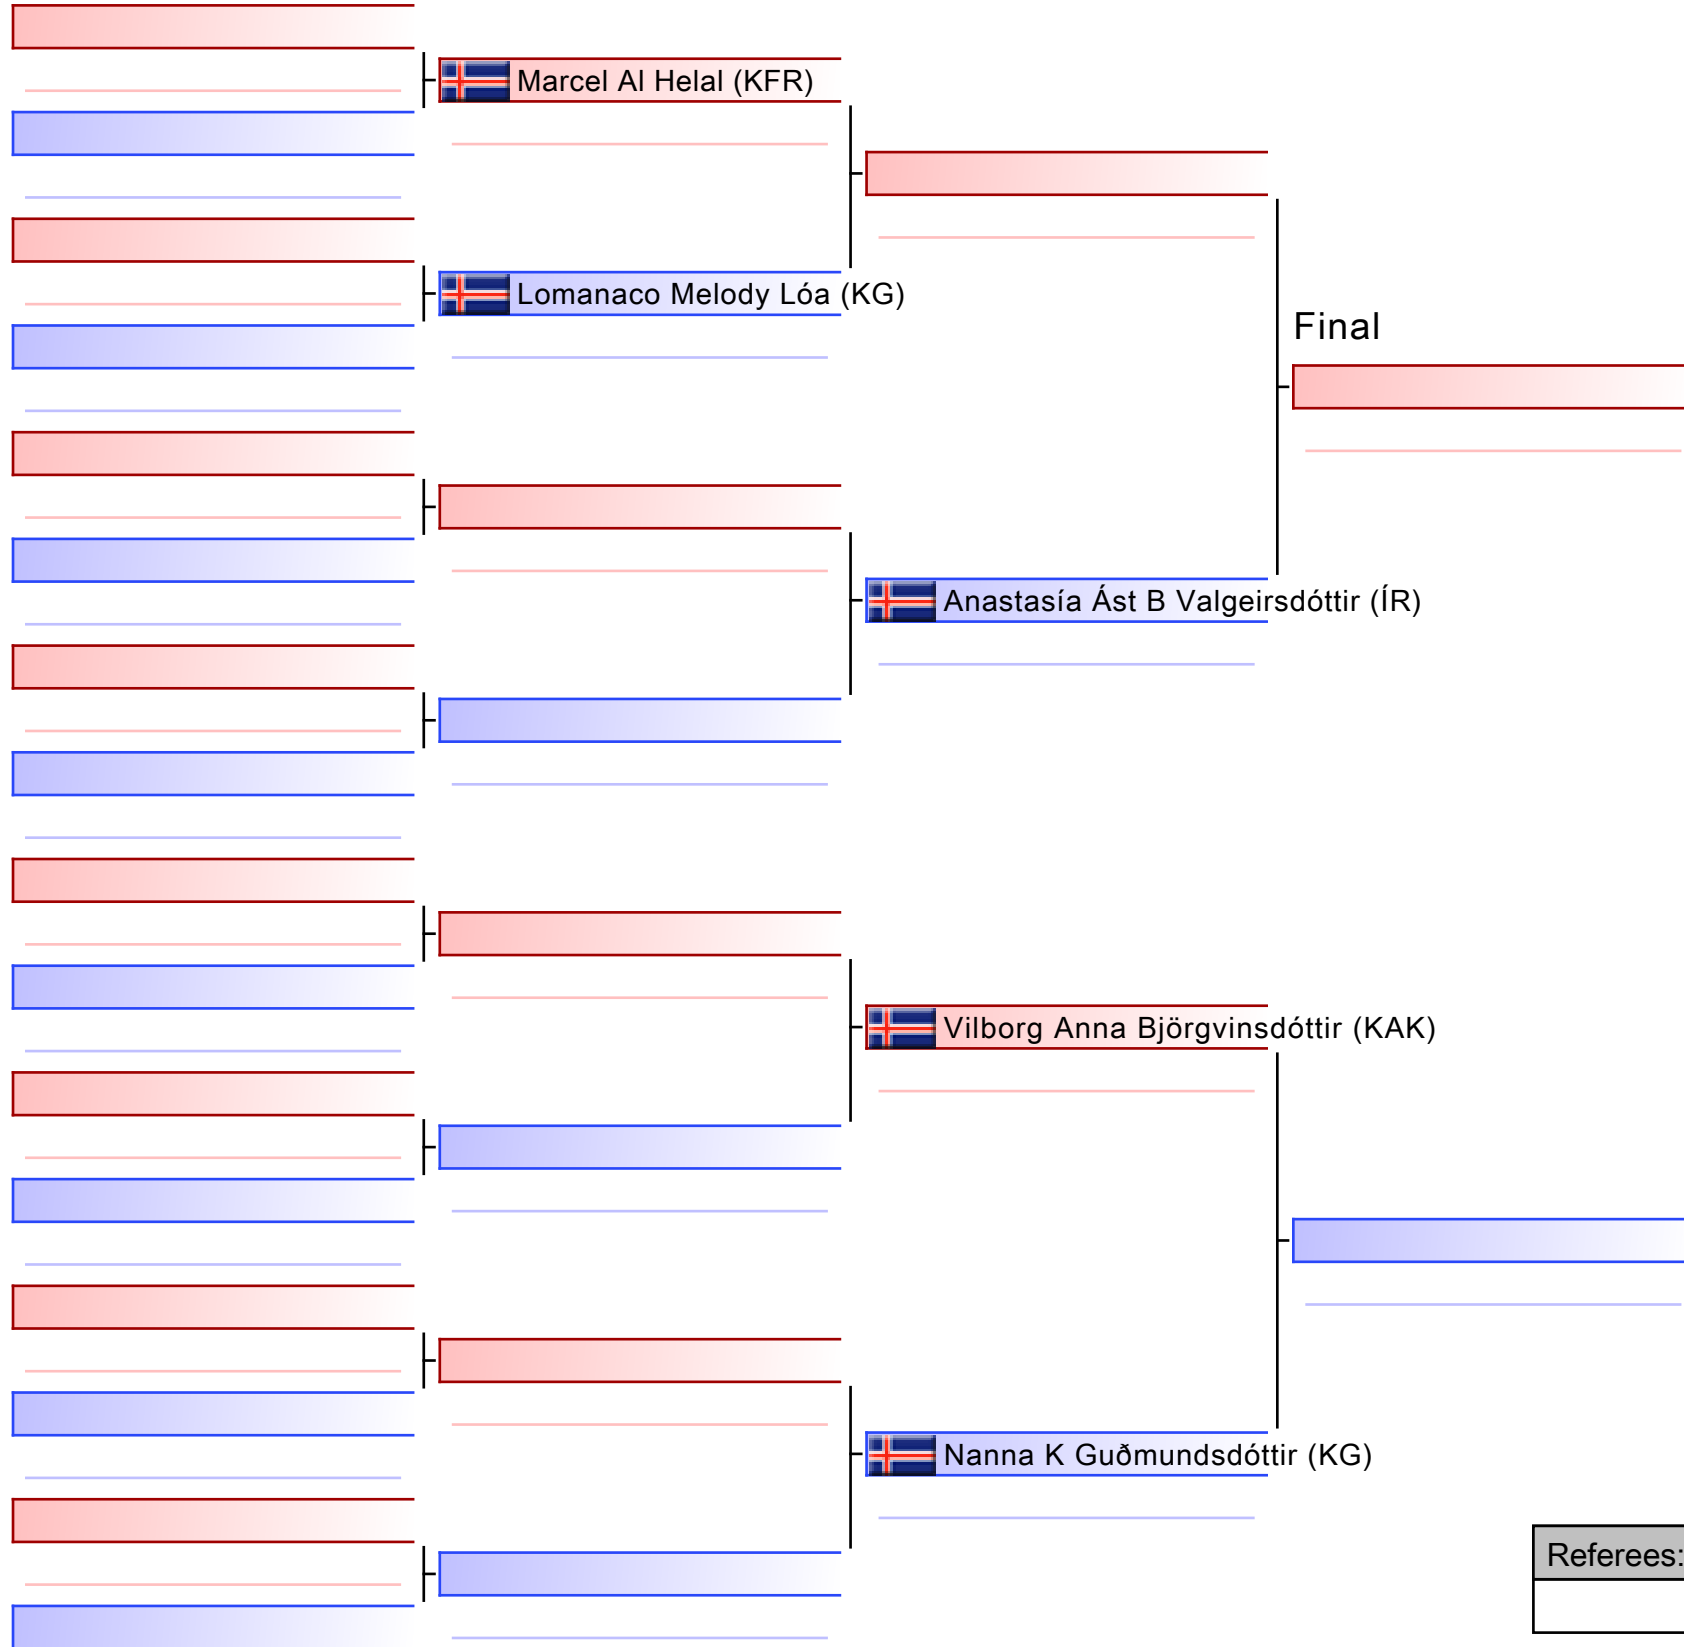 Marcel Al Helal (KFR)
Lomanaco Melody Lóa (KG)
Final
Anastasía Ást B Valgeirsdóttir (ÍR)
Vilborg Anna Björgvinsdóttir (KAK)
Nanna K Guðmundsdóttir (KG)
Referees: